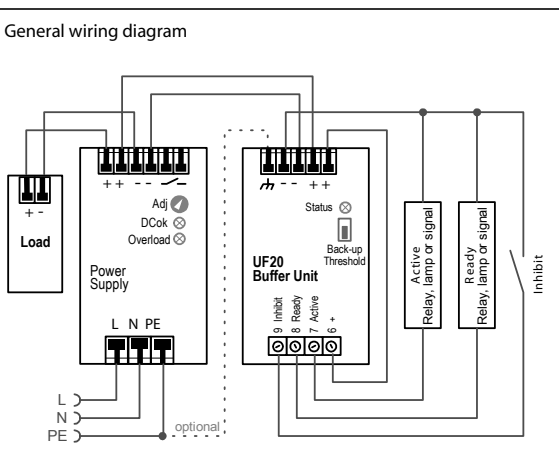 General wiring diagram
+ + - -
- - + +
+ -
Load
Adj
DCok
Overload
Power
Supply
L N PE
Status
Back-up
Threshold
UF20
Buffer Unit
9 Inhibit
8 Ready
7 Active
6 +
Active
Relay, lamp or signal
Ready
Relay, lamp or signal
Inhibit
L
N
PE
optional